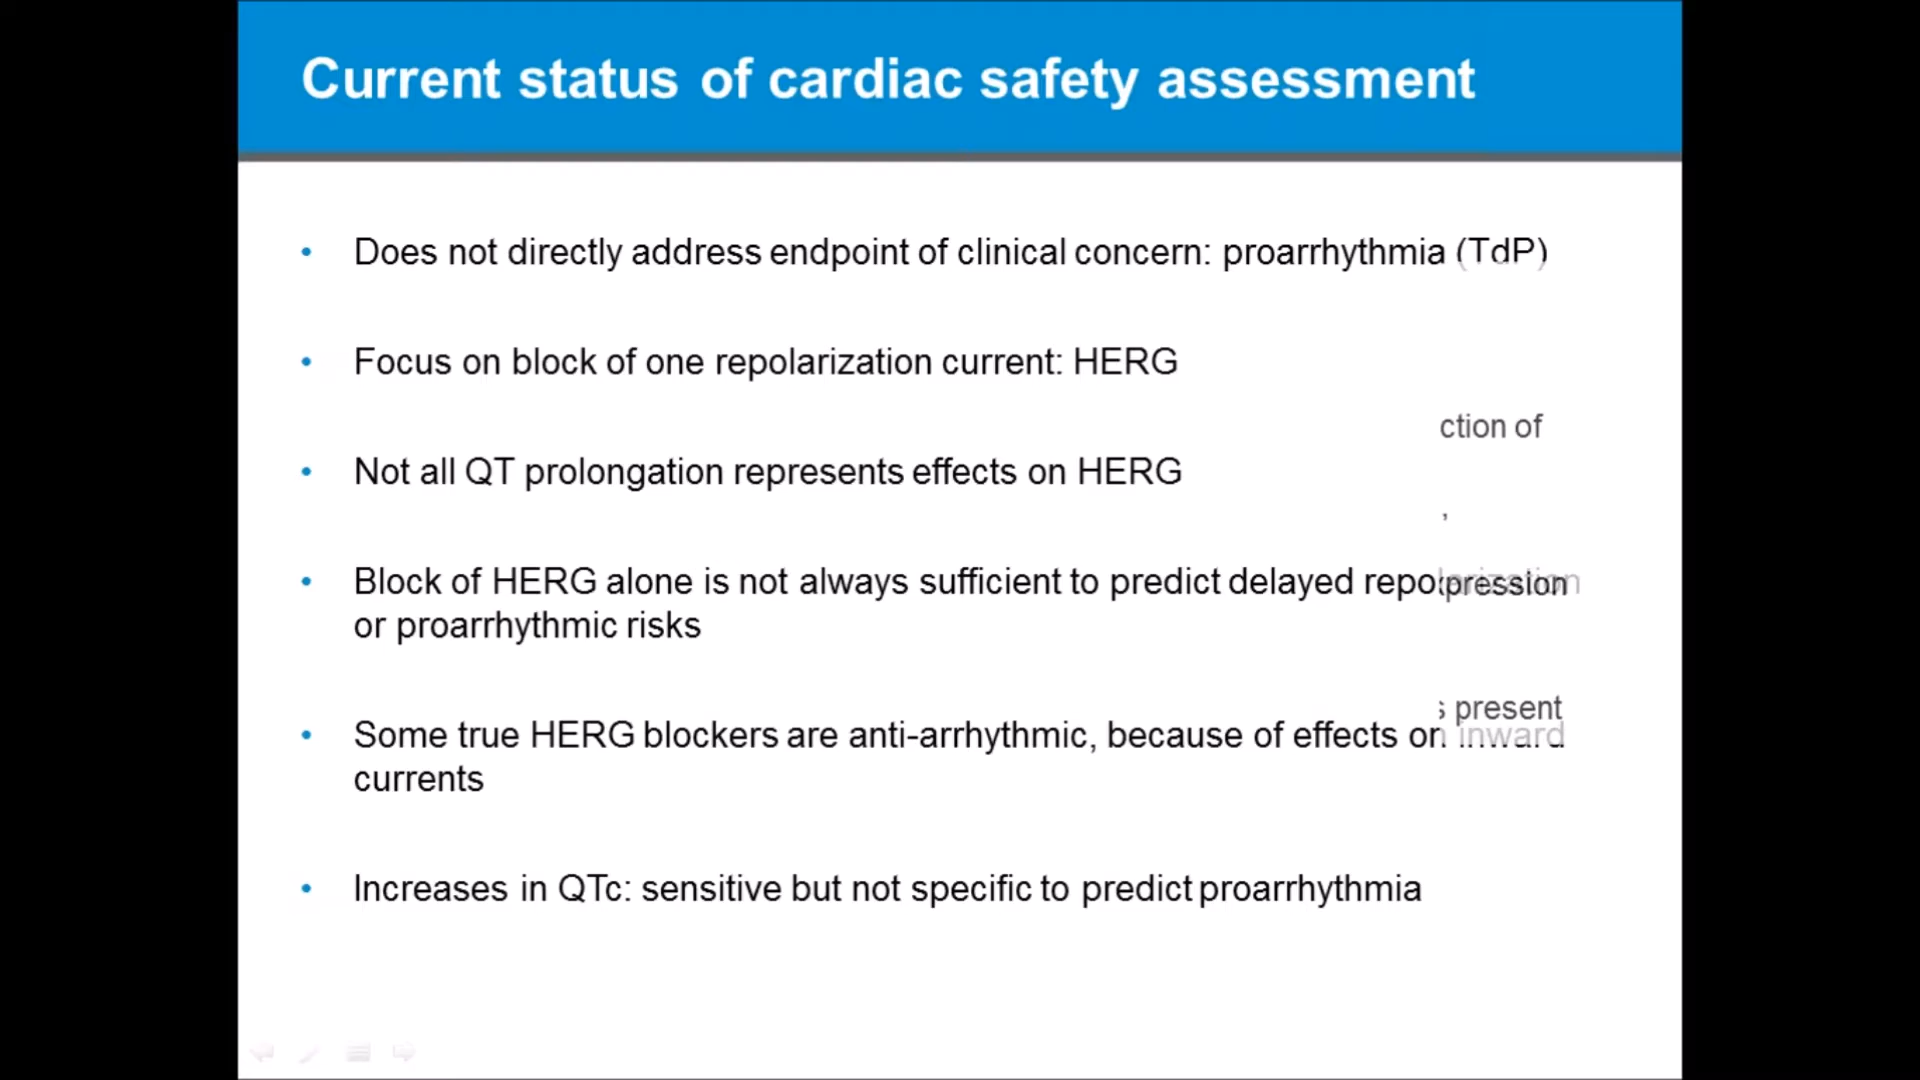 Current status of cardiac safety assessment
• Does not directly address endpoint of clinical concern: proarrhythmia (TdP)
• Focus on block of one repolarization current: HERG
ction of
• Not all QT prolongation represents effects on HERG
,
• Block of HERG alone is not always sufficient to predict delayed repolarization
pression
or proarrhythmic risks
s present
• Some true HERG blockers are anti-arrhythmic, because of effects on inward
currents
• Increases in QTc: sensitive but not specific to predict proarrhythmia